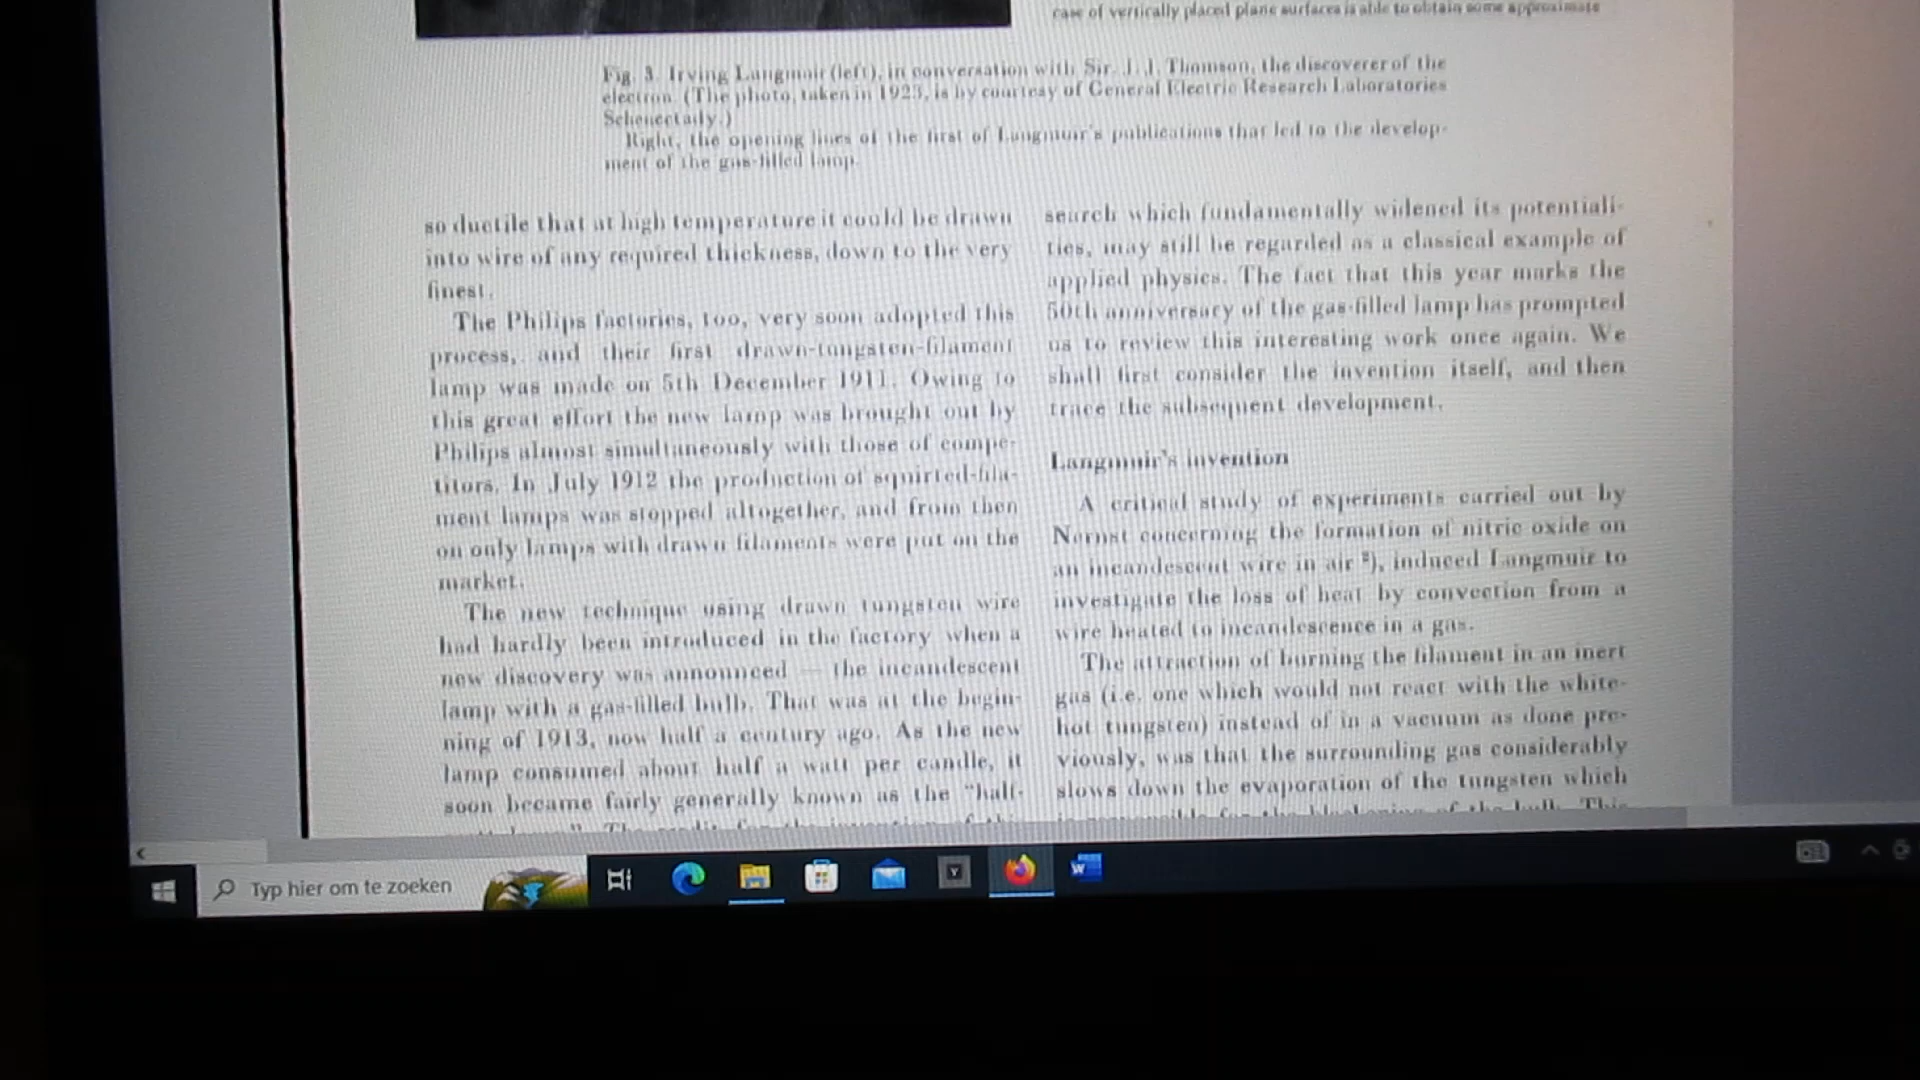 case of vertically placed plane surfaces is able to obtain some approximate
Fig. 3. Irving Langmuir (left), in conversation with Sir J. J. Thomson, the discoverer of the
electron. (The photo, taken in 1923, is by courtesy of General Electric Research Laboratories
Schenectady.)
Right, the opening lines of the first of Langmuir's publications that led to the develop-
ment of the gas-filled lamp.
so ductile that at high temperature it could be drawn
into wire of any required thickness, down to the very
finest.
The Philips factories, too, very soon adopted this
process, and their first drawn-tungsten-filament
lamp was made on 5th December 1911. Owing to
this great effort the new lamp was brought out by
Philips almost simultaneously with those of compe-
titors. In July 1912 the production of squirted-fila-
ment lamps was stopped altogether, and from then
on only lamps with drawn filaments were put on the
market.
The new technique using drawn tungsten wire
had hardly been introduced in the factory when a
new discovery was announced — the incandescent
lamp with a gas-filled bulb. That was at the begin-
ning of 1913, now half a century ago. As the new
lamp consumed about half a watt per candle, it
soon became fairly generally known as the "half-
search which fundamentally widened its potentiali-
ties, may still be regarded as a classical example of
applied physics. The fact that this year marks the
50th anniversary of the gas-filled lamp has prompted
us to review this interesting work once again. We
shall first consider the invention itself, and then
trace the subsequent development.
Langmuir's invention
A critical study of experiments carried out by
Nernst concerning the formation of nitric oxide on
an incandescent wire in air ), induced Langmuir to
investigate the loss of heat by convection from a
wire heated to incandescence in a gas.
The attraction of burning the filament in an inert
gas (i.e. one which would not react with the white-
hot tungsten) instead of in a vacuum as done pre-
viously, was that the surrounding gas considerably
slows down the evaporation of the tungsten which
Typ hier om te zoeken